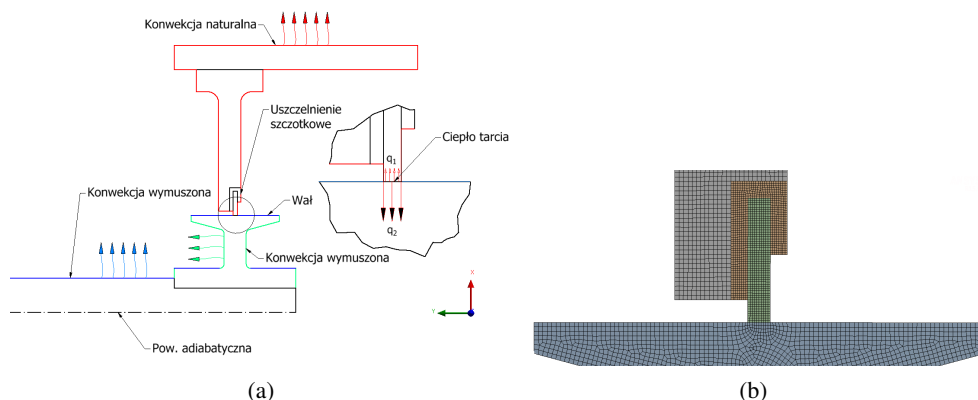 Konwekcja naturalna
Uszczelnienie
szczotkowe
Ciepło tarcia
q1
Konwekcja wymuszona
Wał
q2
Konwekcja wymuszona
X
Y
Pow. adiabatyczna
(a)
(b)